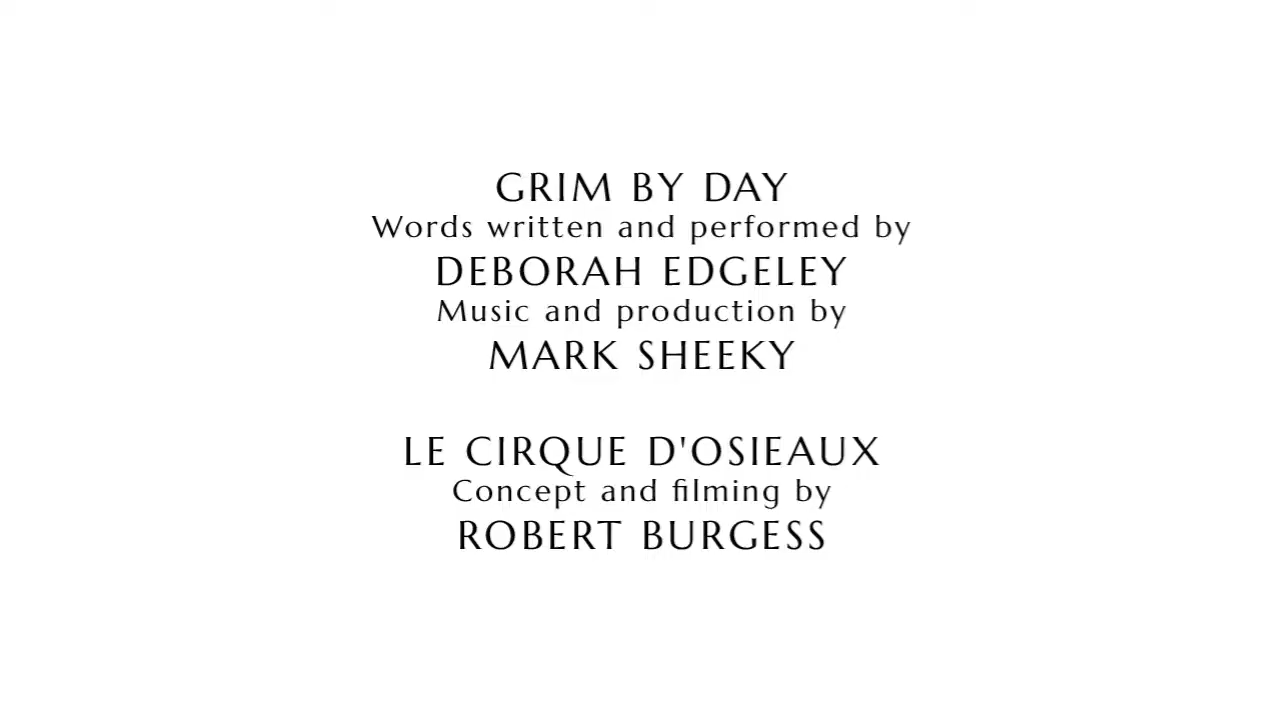 GRIM BY DAY
Words written and performed by
DEBORAH EDGELEY
Music and production by
MARK SHEEKY
LE CIRQUE D'OSIEAUX
Concept and filming by
ROBERT BURGESS